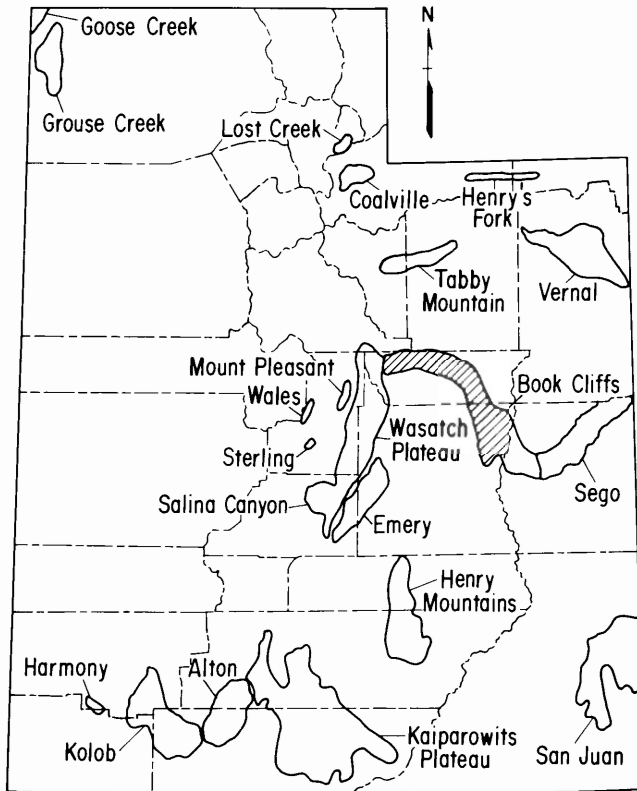 Goose Creek
N
Grouse Creek
Lost Creek
Coalville
Henry's
Fork
Tabby
Mountain
Vernal
Mount Pleasant
Wales
Book Cliffs
Wasatch
Plateau
Sterling
Sego
Salina Canyon
Emery
Henry
Mountains
Harmony
Alton
Kolob
Kaiparowits
Plateau
San Juan